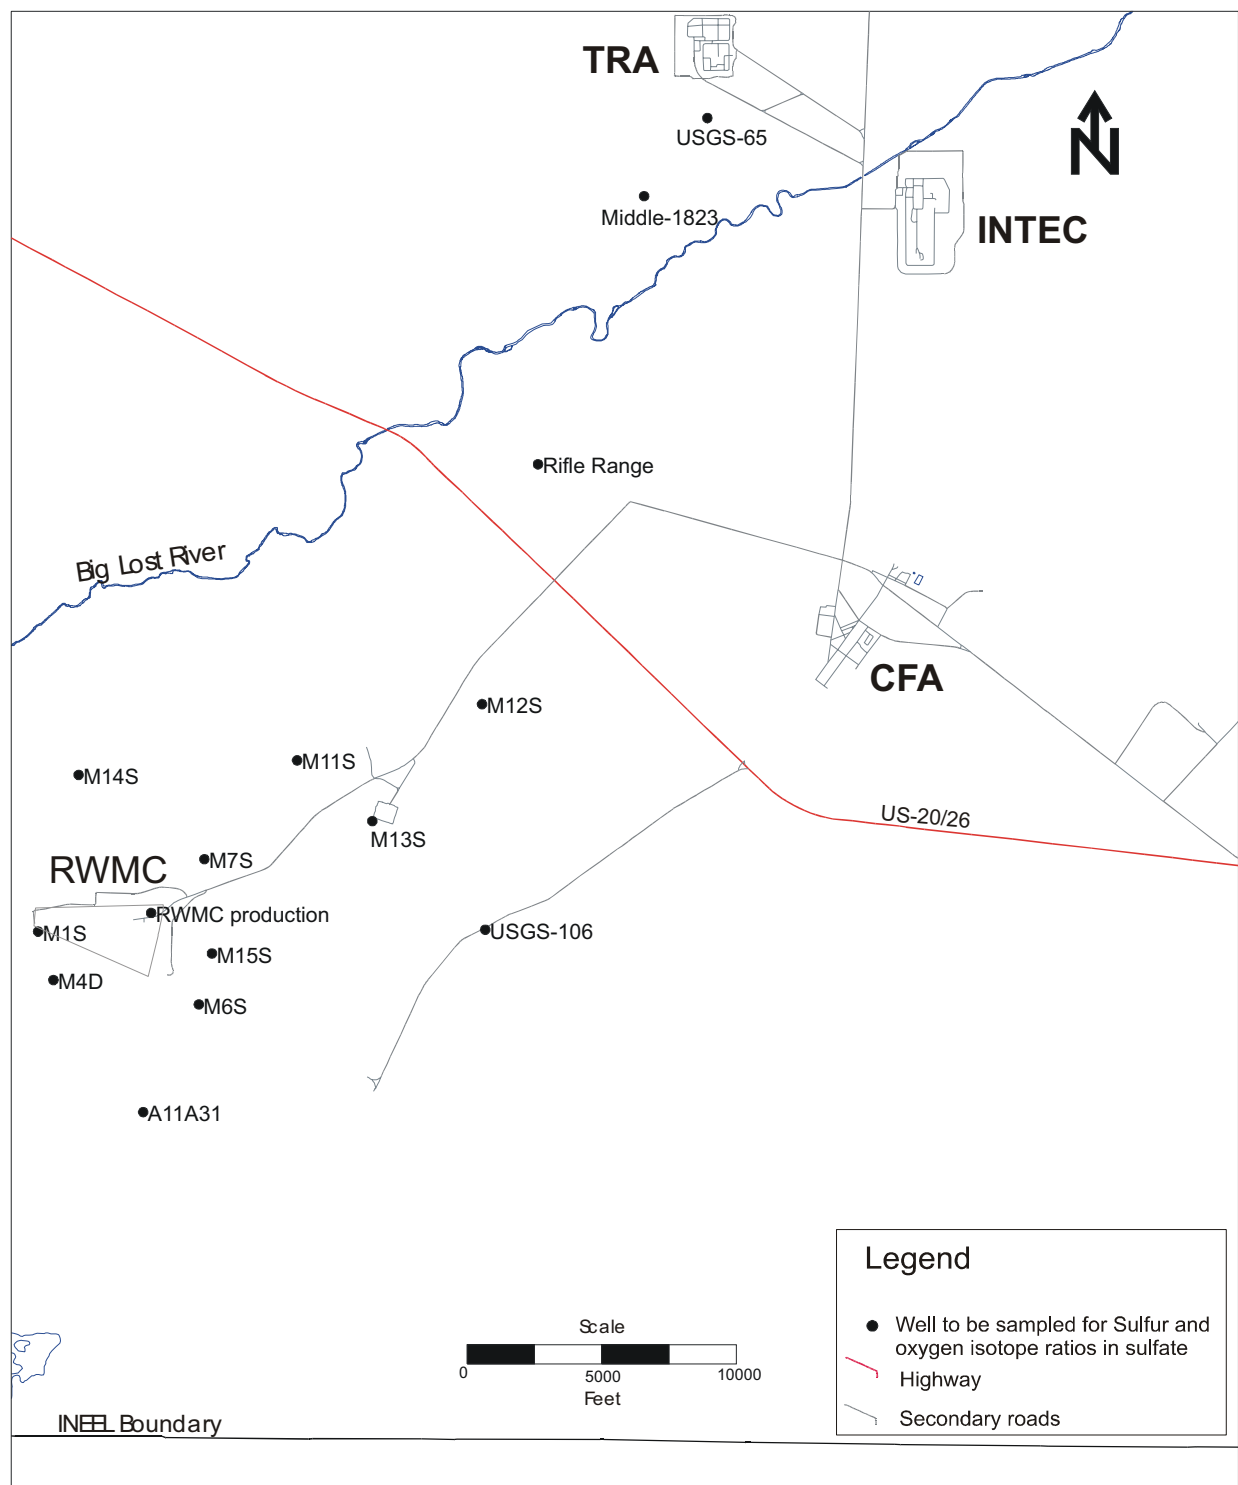 TRA
USGS-65
N
Middle-1823
INTEC
Rifle Range
Big Lost River
CFA
M12S
M11S
M14S
US-20/26
M13S
M7S
RWMC
RWMC production
M1S
USGS-106
M15S
M4D
M6S
A11A31
Legend
Well to be sampled for Sulfur and
oxygen isotope ratios in sulfate
Highway
Secondary roads
Scale
0 5000 10000
Feet
INEEL Boundary